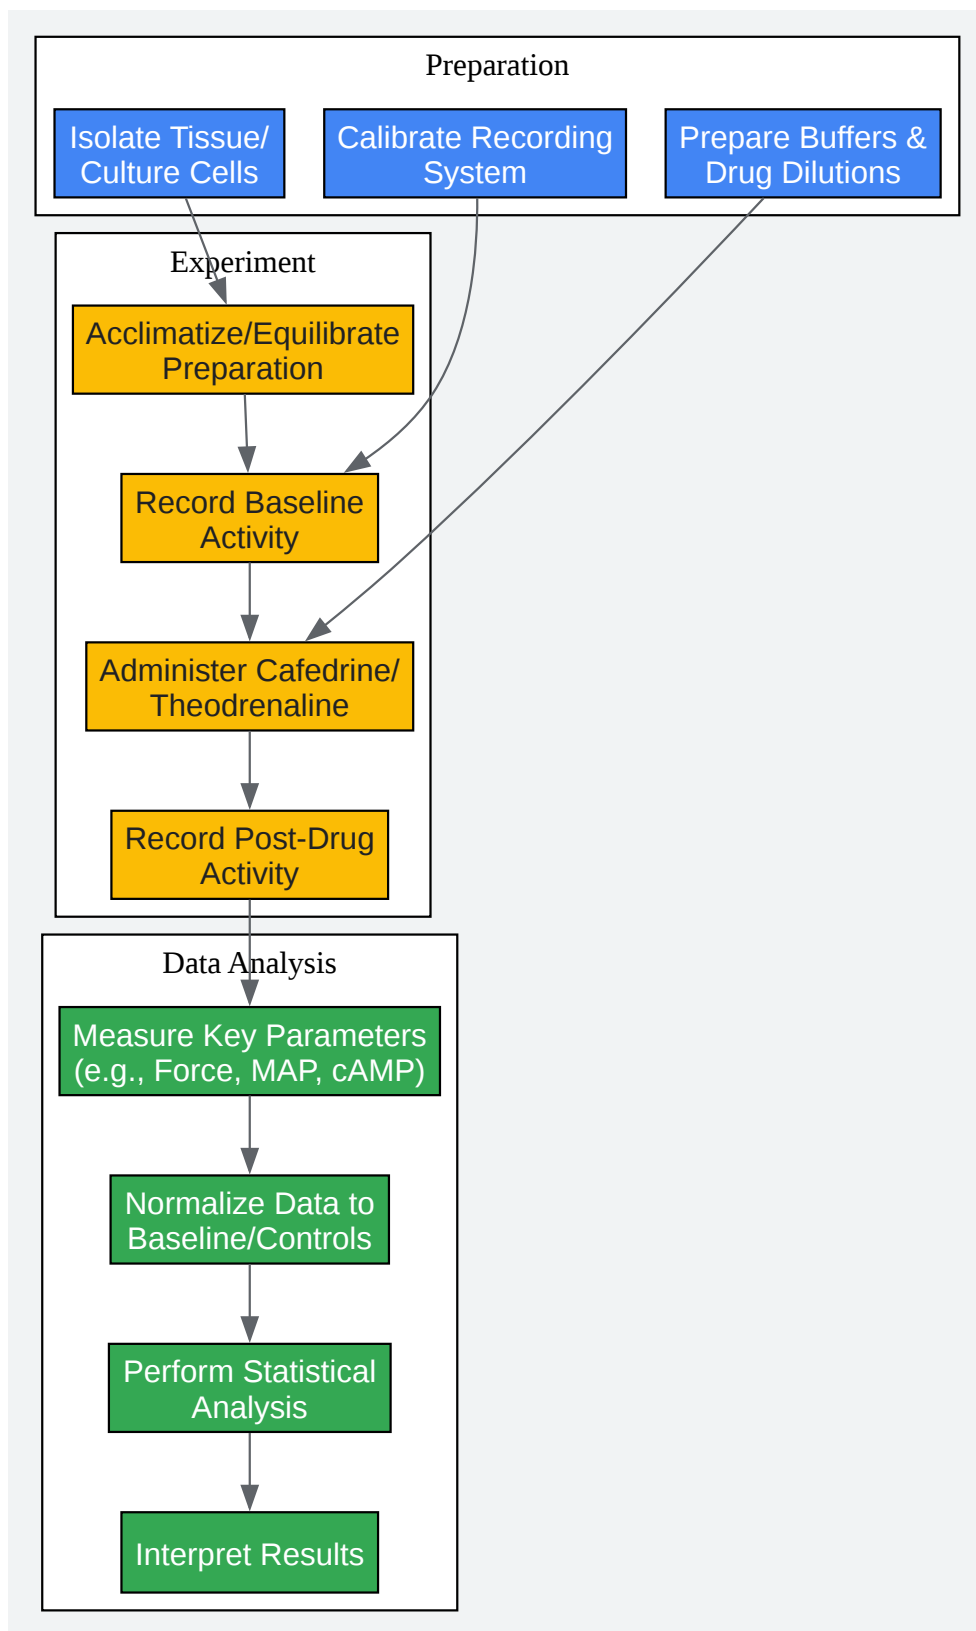 Preparation
Isolate Tissue/
Culture Cells
Calibrate Recording
System
Prepare Buffers &
Drug Dilutions
Experiment
Acclimatize/Equilibrate
Preparation
Record Baseline
Activity
Administer Cafedrine/
Theodrenaline
Record Post-Drug
Activity
Data Analysis
Measure Key Parameters
(e.g., Force, MAP, cAMP)
Normalize Data to
Baseline/Controls
Perform Statistical
Analysis
Interpret Results